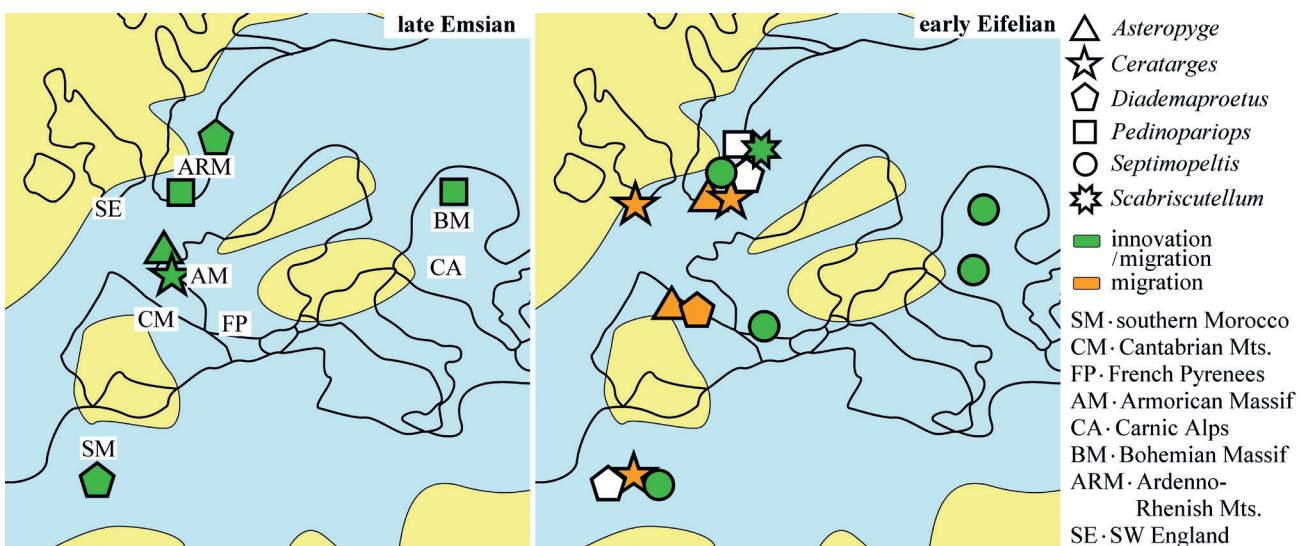 late Emsian
ARM
SE
BM
AM
CA
CM
FP
SM
early Eifelian
Asteropyge
Ceratarges
Diademaproetus
Pedinopariops
Septimopeltis
Scabriscutellum
innovation
/migration
migration
SM·southern Morocco
CM·Cantabrian Mts.
FP·French Pyrenees
AM·Armorican Massif
CA·Carnic Alps
BM·Bohemian Massif
ARM·Ardenno-
Rhenish Mts.
SE·SW England